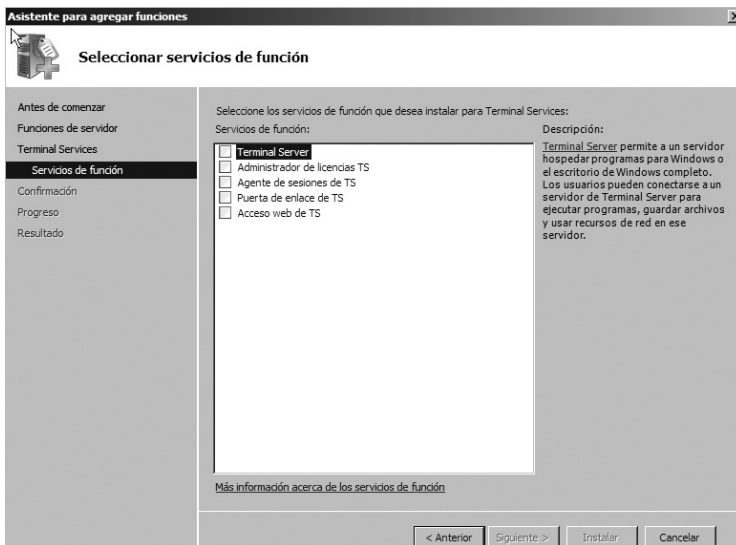 Asistente para agregar funciones
Seleccionar servicios de función
Antes de comenzar
Funciones de servidor
Terminal Services
Servicios de función
Confirmación
Progreso
Resultado
Seleccione los servicios de función que desea instalar para Terminal Services:
Servicios de función:
Terminal Server
Administrador de licencias TS
Agente de sesiones de TS
Puerta de enlace de TS
Acceso web de TS
Más información acerca de los servicios de función
Descripción:
Terminal Server permite a un servidor
hospedar programas para Windows o
el escritorio de Windows completo.
Los usuarios pueden conectarse a un
servidor de Terminal Server para
ejecutar programas, guardar archivos
y usar recursos de red en ese
servidor.
< Anterior
Siguiente >
Instalar
Cancelar